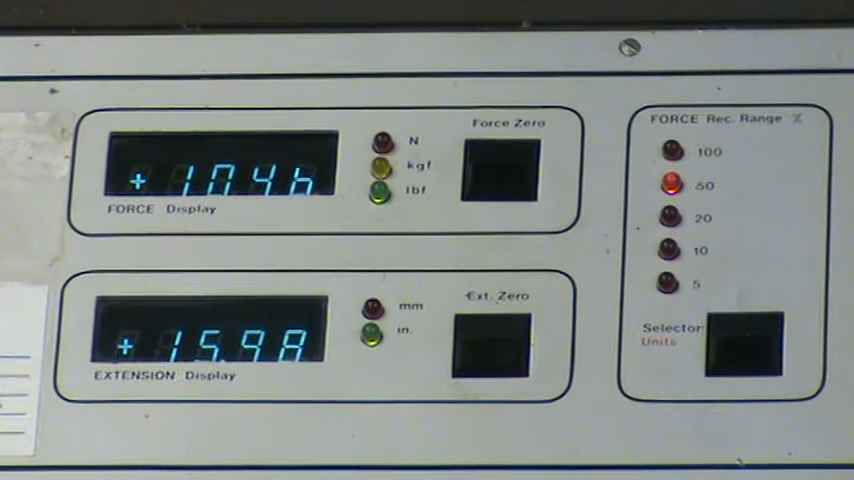 Force Zero
N
kgf
lbf
+ 1046
FORCE Display
FORCE Rec. Range %
100
50
20
10
5
Ext. Zero
mm
in.
+ 15.98
EXTENSION Display
Selector
Units